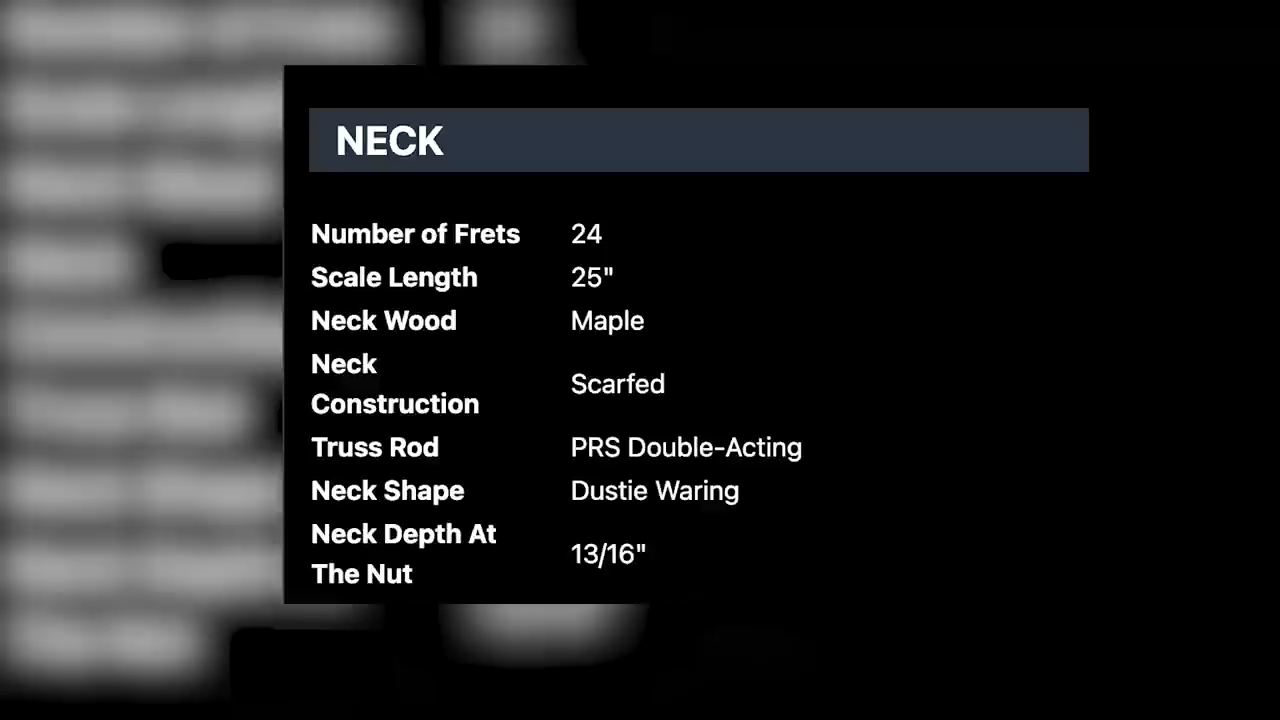 NECK
Number of Frets 24
Scale Length 25"
Neck Wood Maple
Neck
Construction Scarfed
Truss Rod PRS Double-Acting
Neck Shape Dustie Waring
Neck Depth At
The Nut 13/16"